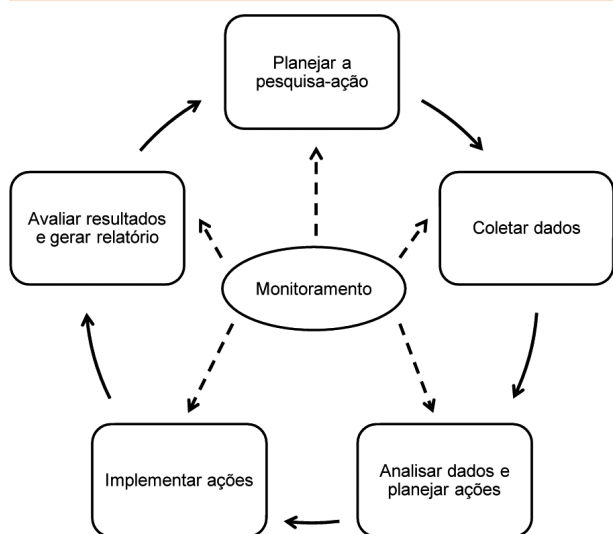 Planejar a
pesquisa-ação
Coletar dados
Analisar dados e
planejar ações
Implementar ações
Avaliar resultados
e gerar relatório
Monitoramento